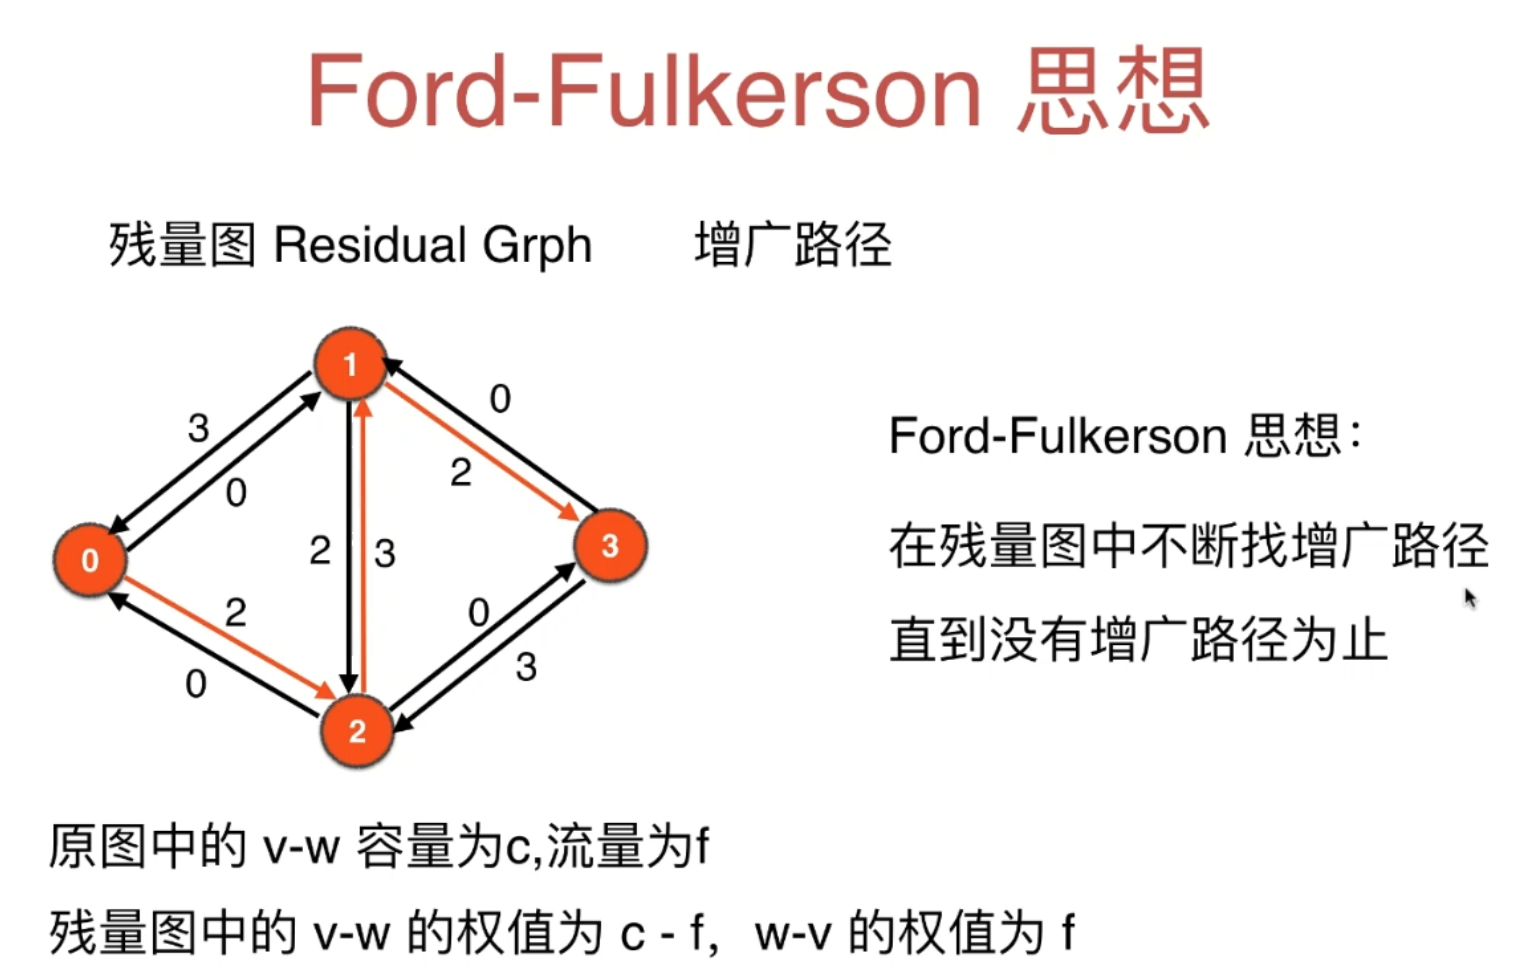 Ford-Fulkerson 思想
残量图 Residual Grph 增广路径
1
3
0
0
2
2
3
0
3
2
0
0
3
2
Ford-Fulkerson 思想：
在残量图中不断找增广路径
直到没有增广路径为止
原图中的 v-w 容量为c,流量为f
残量图中的 v-w 的权值为 c - f，w-v 的权值为 f